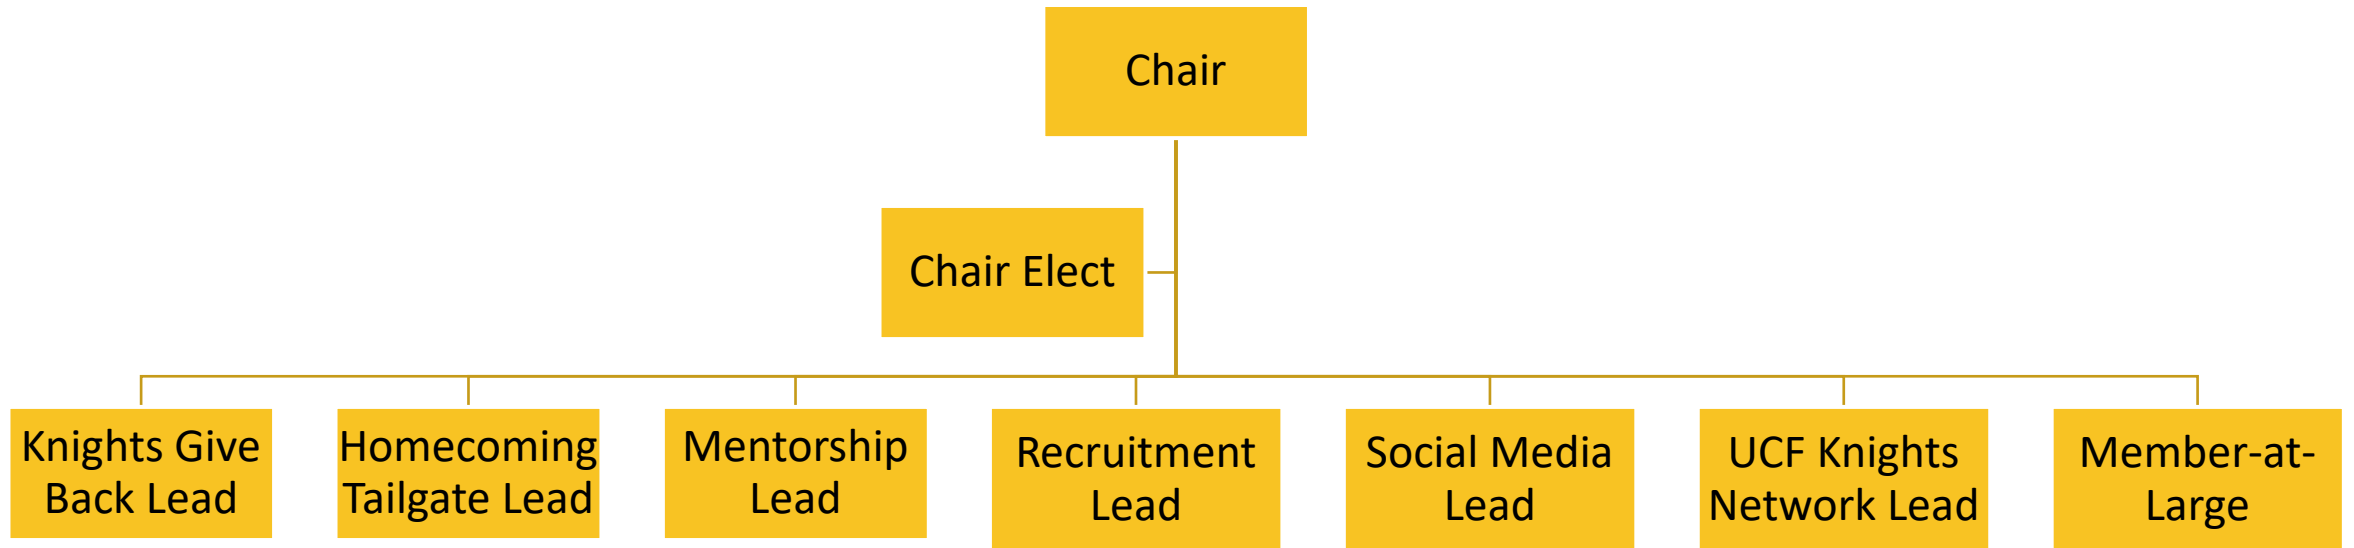 Chair
Chair Elect
Knights Give
Back Lead
Homecoming
Tailgate Lead
Mentorship
Lead
Recruitment
Lead
Social Media
Lead
UCF Knights
Network Lead
Member-at-
Large